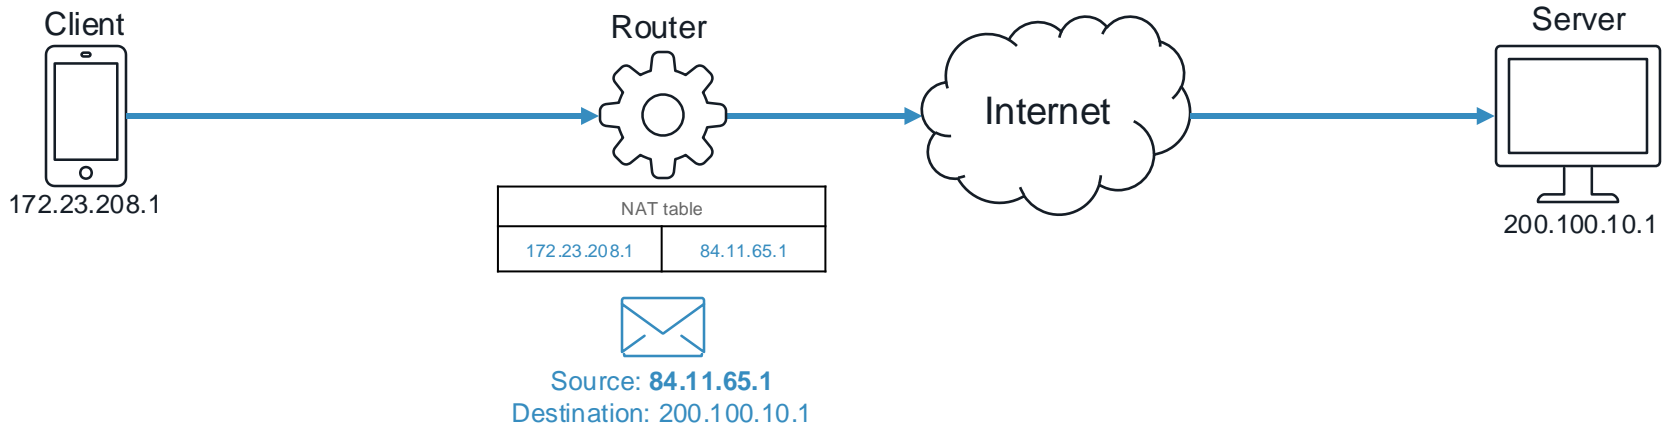 Client
Router
Server
Internet
172.23.208.1
200.100.10.1
NAT table
172.23.208.1 84.11.65.1
Source: 84.11.65.1
Destination: 200.100.10.1